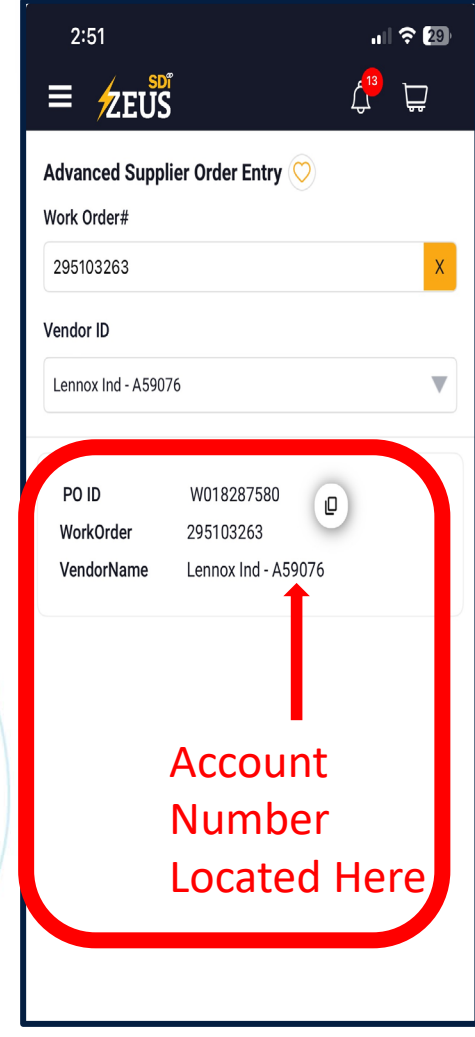 2:51
29
SDi®
ZEUS
13
Advanced Supplier Order Entry
Work Order#
295103263
X
Vendor ID
Lennox Ind - A59076
PO ID W018287580
WorkOrder 295103263
VendorName Lennox Ind - A59076
Account
Number
Located Here